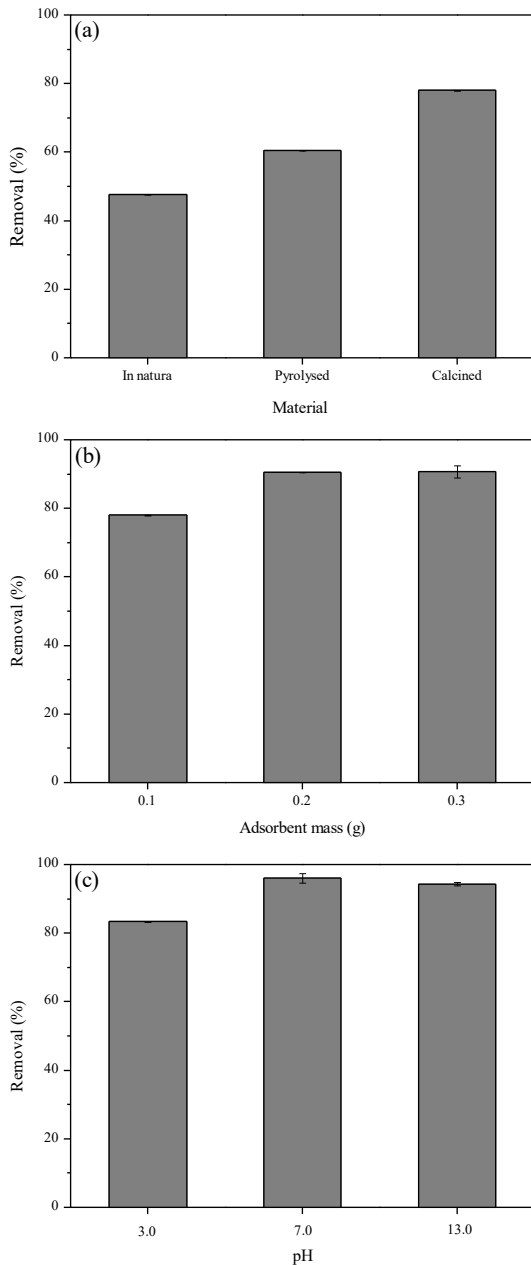 (a)
100
80
60
40
20
0
Removal (%)
In natura Pyrolysed Calcined
Material
(b)
100
80
60
40
20
0
Removal (%)
0.1 0.2 0.3
Adsorbent mass (g)
(c)
100
80
60
40
20
0
Removal (%)
3.0 7.0 13.0
pH